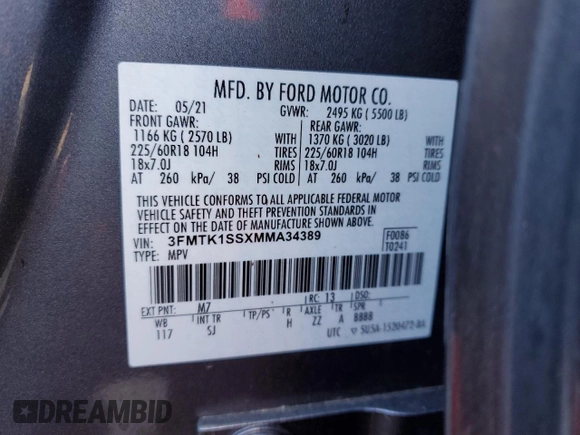 MFD. BY FORD MOTOR CO.
DATE: 05/21 GVWR: 2495 KG ( 5500 LB)
FRONT GAWR: REAR GAWR:
1166 KG ( 2570 LB) WITH 1370 KG ( 3020 LB) WITH
225/60R18 104H TIRES 225/60R18 104H TIRES
18x7.0J RIMS 18x7.0J RIMS
AT 260 kPa/ 38 PSI COLD AT 260 kPa/ 38 PSI COLD
THIS VEHICLE CONFORMS TO ALL APPLICABLE FEDERAL MOTOR
VEHICLE SAFETY AND THEFT PREVENTION STANDARDS IN
EFFECT ON THE DATE OF MANUFACTURE SHOWN ABOVE.
VIN: 3FMTK1SSXMMA34389 F0086
TYPE: MPV T0241
EXT PNT: M7 RC: 13 DSO:
WB INT TR TP/PS R AXLE TR SPR
117 SJ H ZZ A BBBB
UTC
DREAMBID